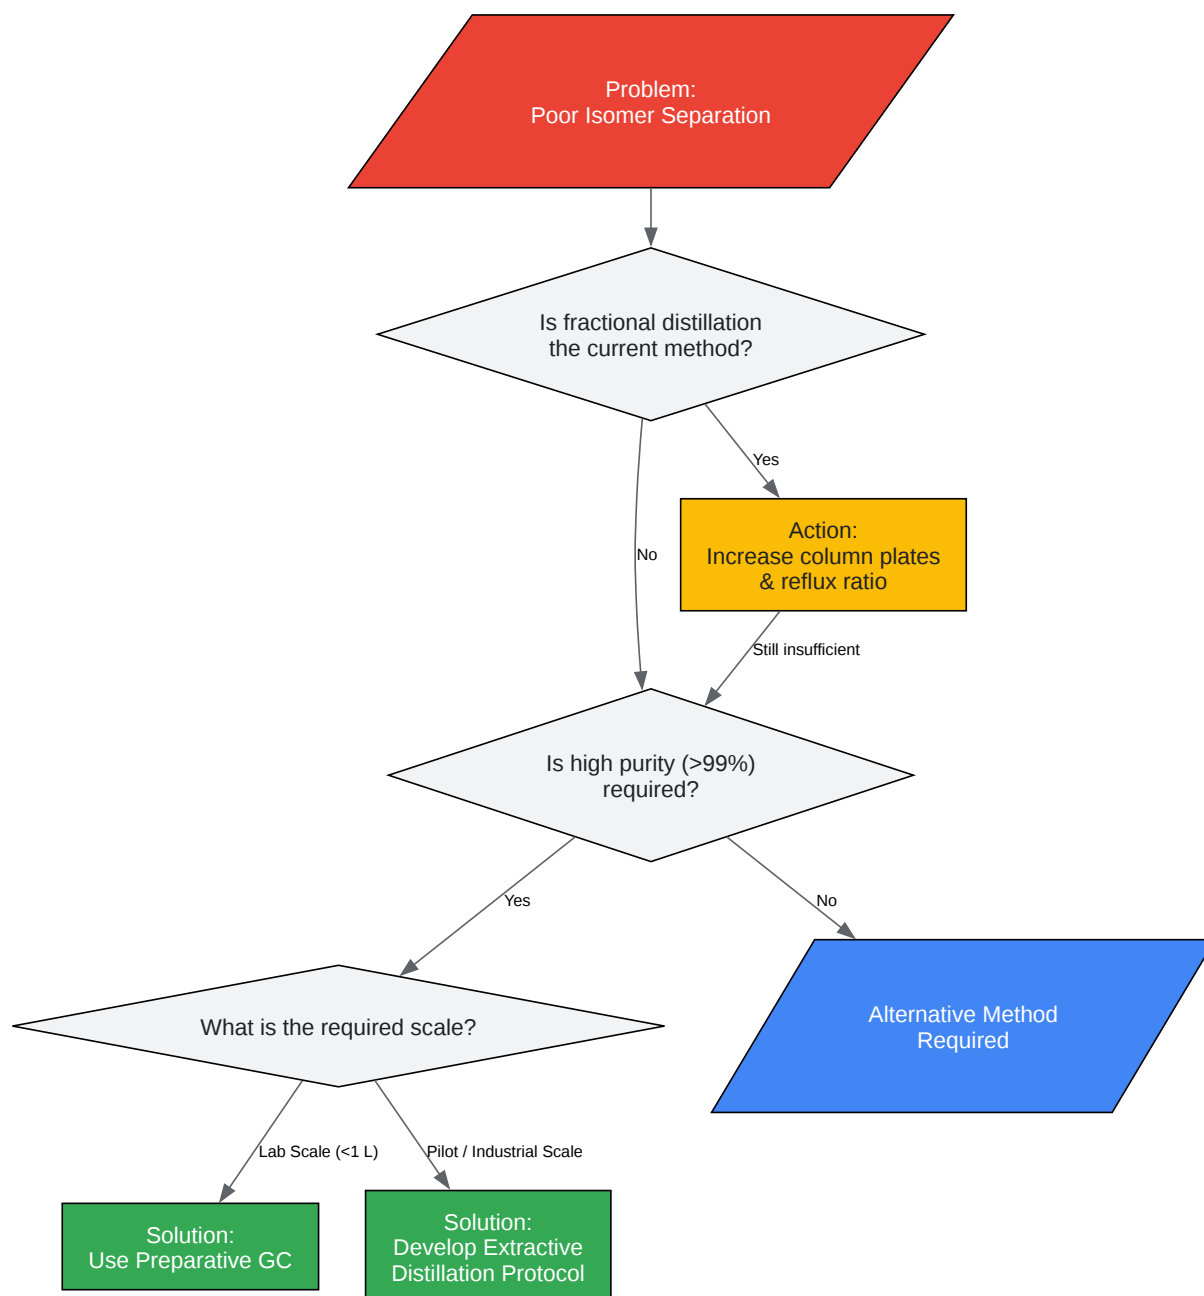 Problem:
Poor Isomer Separation
Is fractional distillation
the current method?
Yes
Action:
Increase column plates
& reflux ratio
No
Still insufficient
Is high purity (>99%)
required?
Yes
No
What is the required scale?
Alternative Method
Required
Lab Scale (<1 L)
Pilot / Industrial Scale
Solution:
Use Preparative GC
Solution:
Develop Extractive
Distillation Protocol